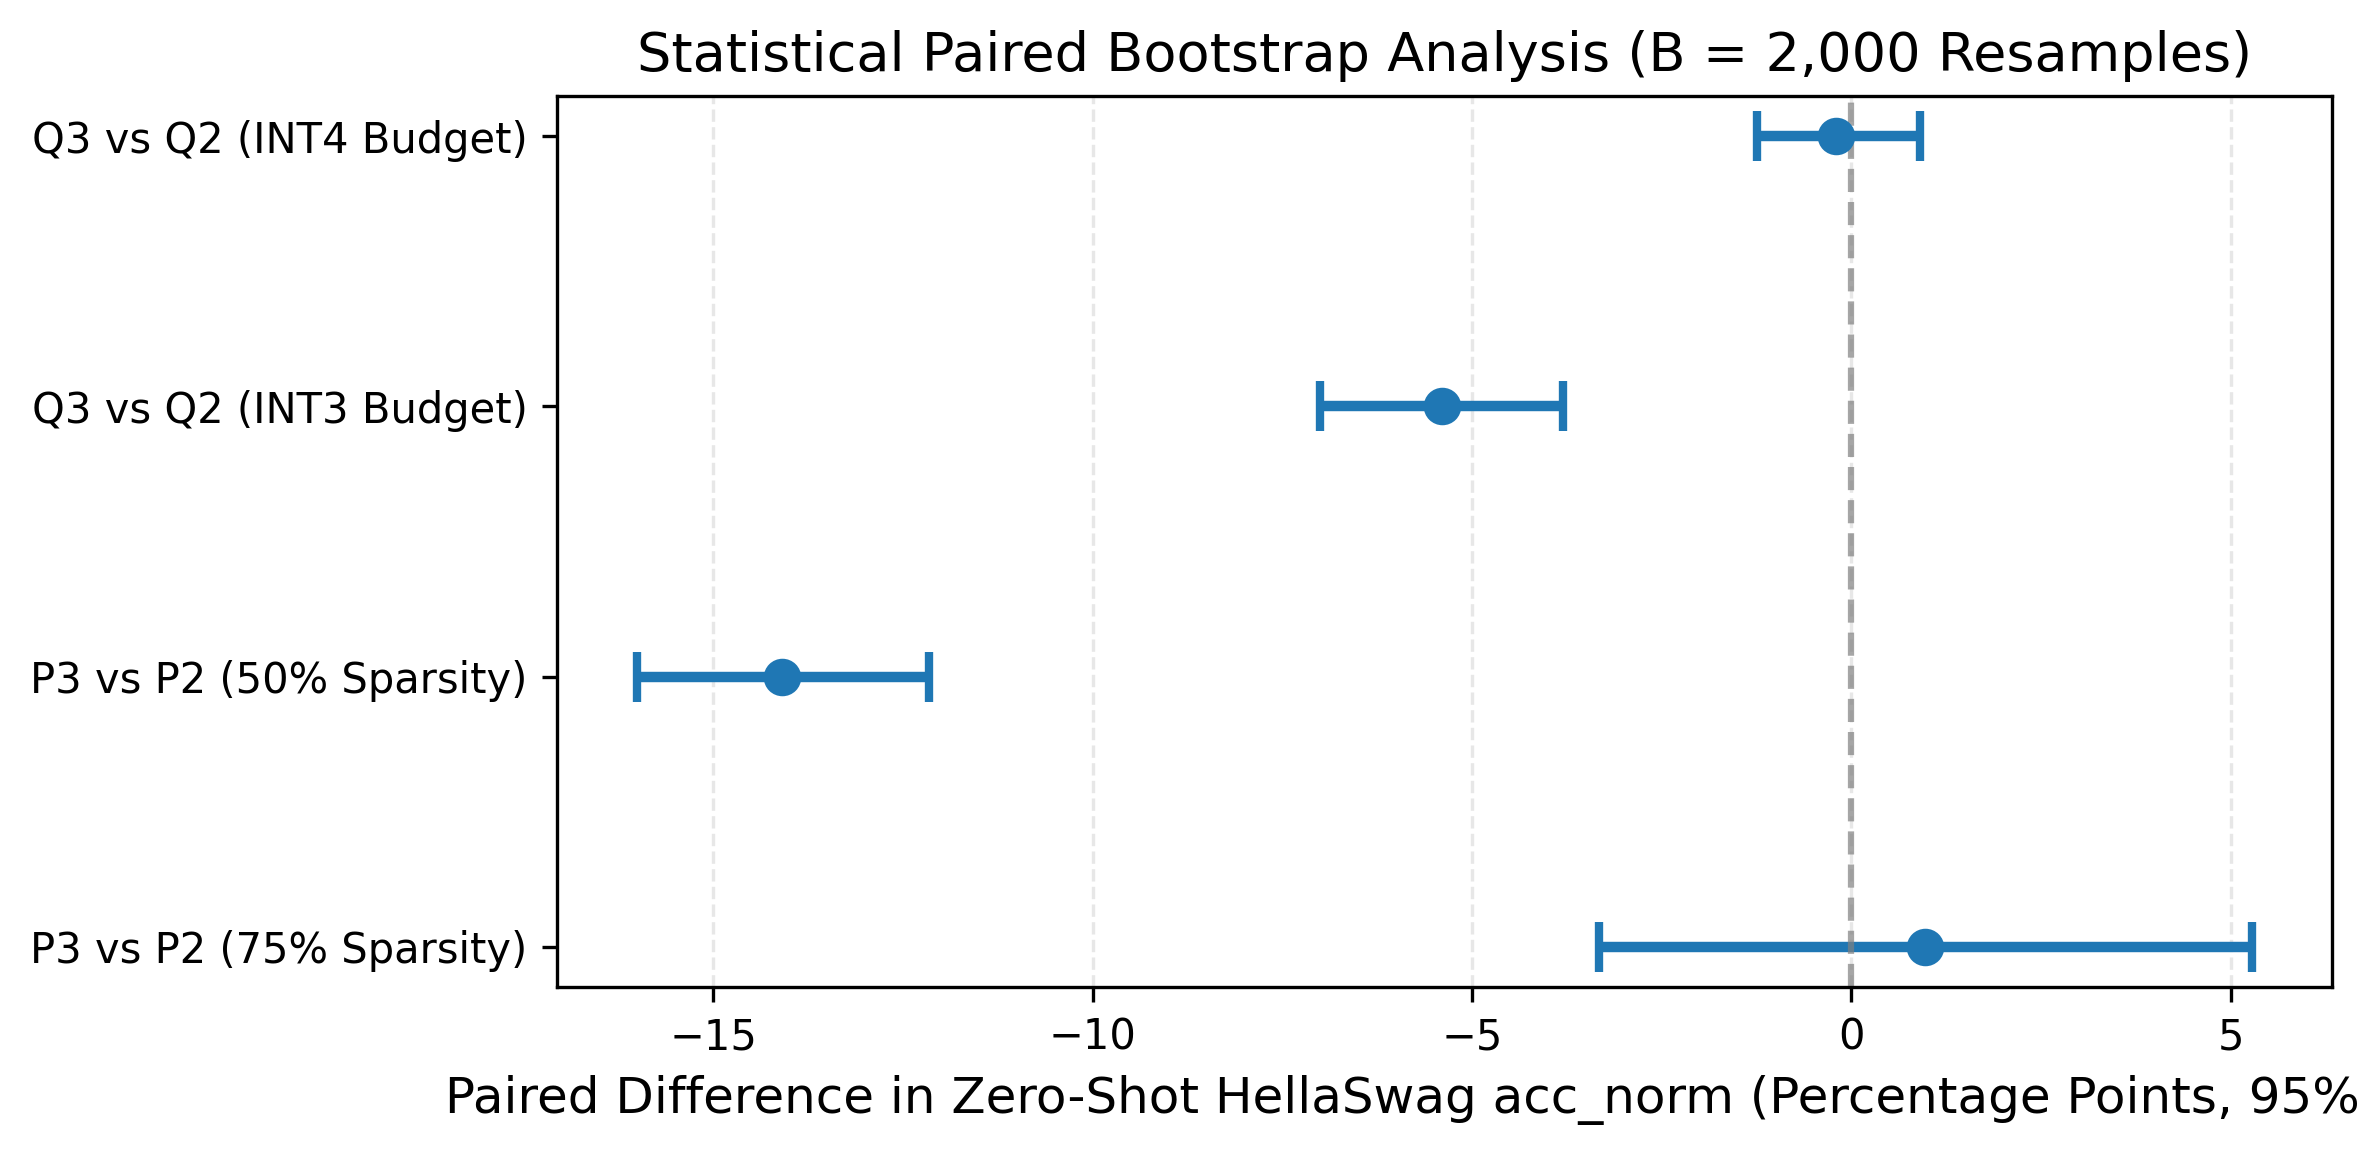 Statistical Paired Bootstrap Analysis (B = 2,000 Resamples)
Q3 vs Q2 (INT4 Budget)
Q3 vs Q2 (INT3 Budget)
P3 vs P2 (50% Sparsity)
P3 vs P2 (75% Sparsity)
−15 −10 −5 0 5
Paired Difference in Zero-Shot HellaSwag acc_norm (Percentage Points, 95%